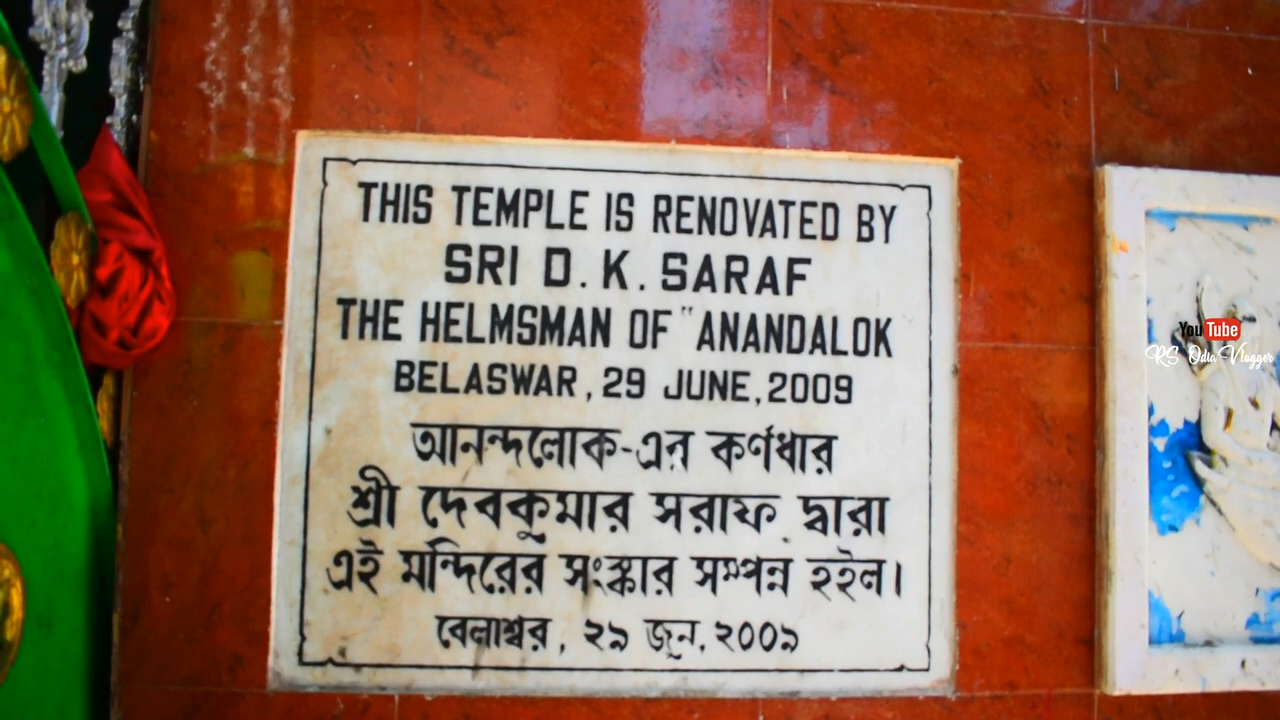 THIS TEMPLE IS RENOVATED BY
SRI D. K. SARAF
THE HELMSMAN OF "ANANDALOK
BELASWAR, 29 JUNE, 2009
আনন্দলোক-এর কর্ণধার
শ্রী দেবকুমার সরাফ দ্বারা
এই মন্দিরের সংস্কার সম্পন্ন হইল।
বেলাশ্বর, ২৯ জুন, ২০০৯
YouTube
RS Odia Vlogger